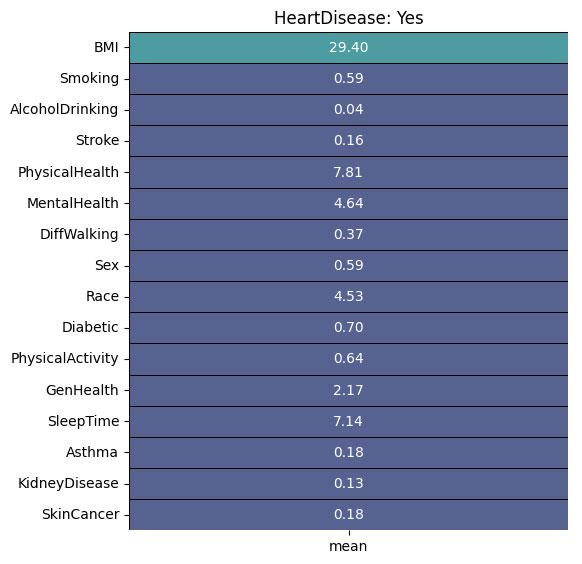 HeartDisease: Yes
BMI 29.40
Smoking 0.59
AlcoholDrinking 0.04
Stroke 0.16
PhysicalHealth 7.81
MentalHealth 4.64
DiffWalking 0.37
Sex 0.59
Race 4.53
Diabetic 0.70
PhysicalActivity 0.64
GenHealth 2.17
SleepTime 7.14
Asthma 0.18
KidneyDisease 0.13
SkinCancer 0.18
mean